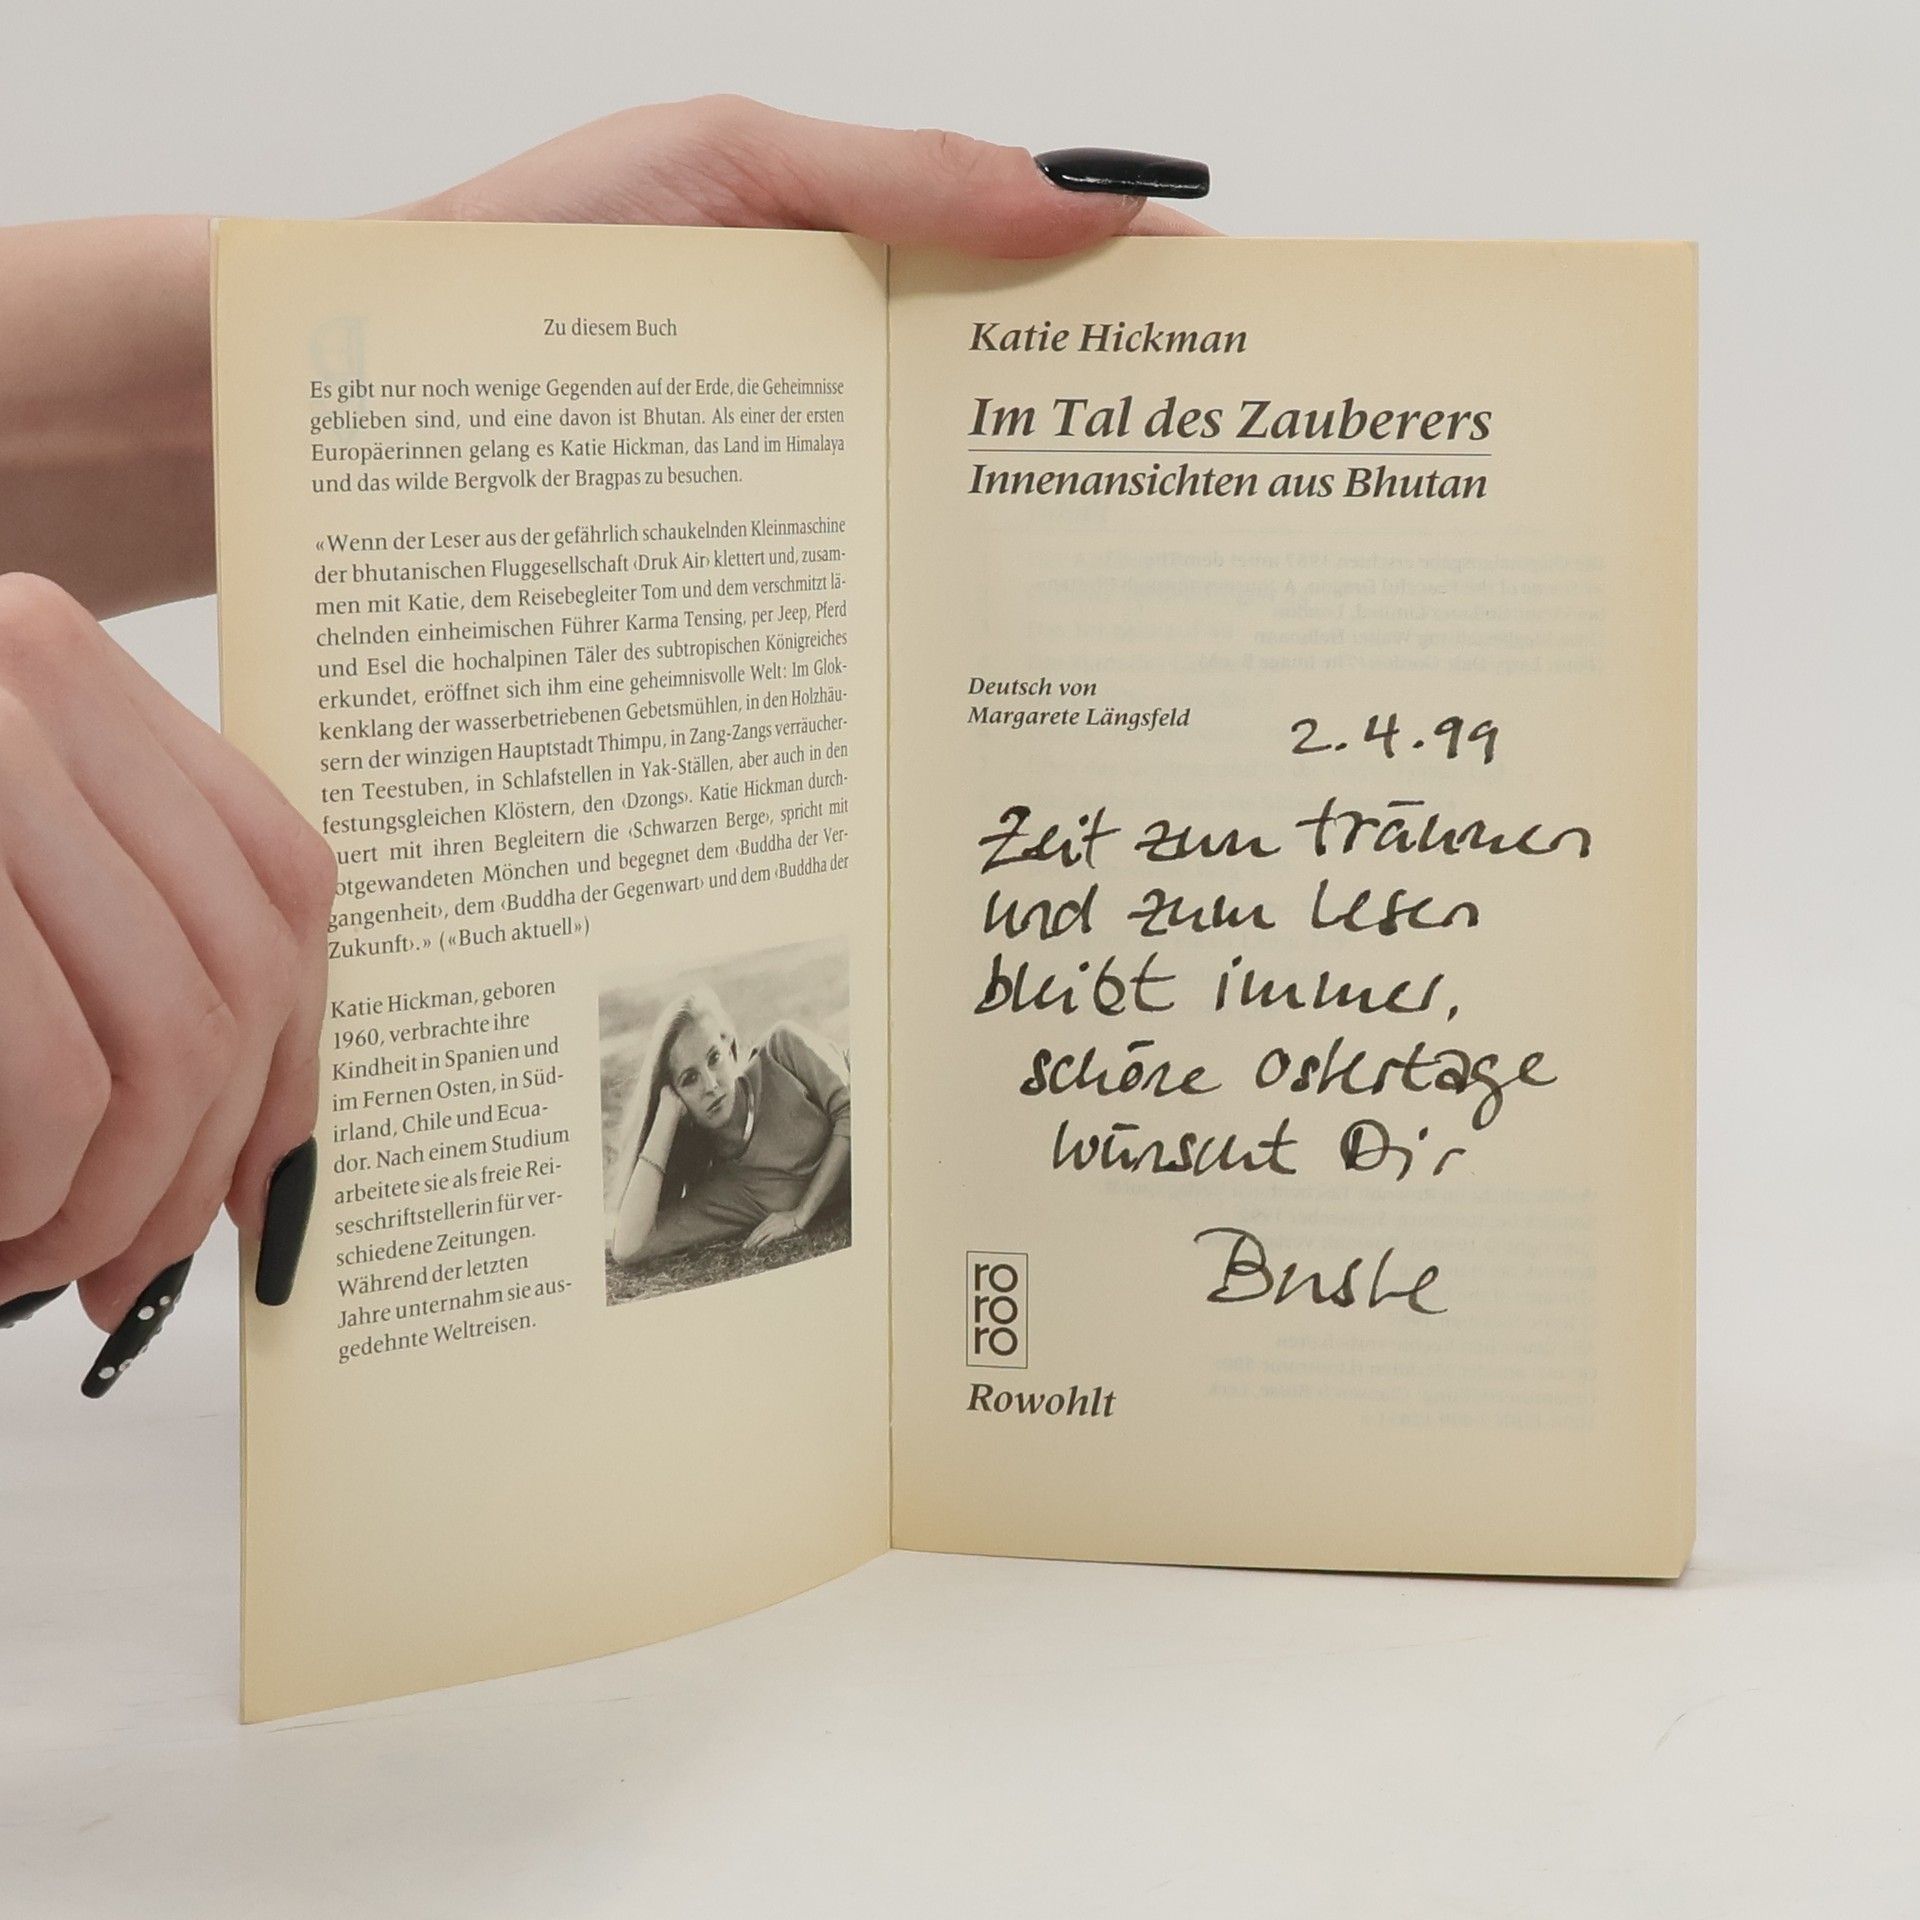 Zu diesem Buch
Es gibt nur noch wenige Gegenden auf der Erde, die Geheimnisse
geblieben sind, und eine davon ist Bhutan. Als einer der ersten
Europäerinnen gelang es Katie Hickman, das Land im Himalaya
und das wilde Bergvolk der Bragpas zu besuchen.
«Wenn der Leser aus der gefährlich schaukelnden Kleinmaschine
der bhutanischen Fluggesellschaft ‹Druk Air› klettert und, zusam-
men mit Katie, dem Reisebegleiter Tom und dem verschmitzt lä-
chelnden einheimischen Führer Karma Tensing, per Jeep, Pferd
und Esel die hochalpinen Täler des subtropischen Königreiches
erkundet, eröffnet sich ihm eine geheimnisvolle Welt: Im Glok-
kenklang der wasserbetriebenen Gebetsmühlen, in den Holzhäu-
sern der winzigen Hauptstadt Thimpu, in Zang-Zangs verräucher-
ten Teestuben, in Schlafstellen in Yak-Ställen, aber auch in den
festungsgleichen Klöstern, den ‹Dzongs›. Katie Hickman durch-
uert mit ihren Begleitern die ‹Schwarzen Berge›, spricht mit
otgewandeten Mönchen und begegnet dem ‹Buddha der Ver-
gangenheit›, dem ‹Buddha der Gegenwart› und dem ‹Buddha der
Zukunft›.» («Buch aktuell»)
Katie Hickman, geboren
1960, verbrachte ihre
Kindheit in Spanien und
im Fernen Osten, in Süd-
irland, Chile und Ecua-
dor. Nach einem Studium
arbeitete sie als freie Rei-
seschriftstellerin für ver-
schiedene Zeitungen.
Während der letzten
Jahre unternahm sie aus-
gedehnte Weltreisen.
Katie Hickman
Im Tal des Zauberers
Innenansichten aus Bhutan
Deutsch von
Margarete Längsfeld
2.4.99
Zeit zum träumen
und zum lesen
bleibt immer,
schöne Ostertage
wünscht Dir
ro
ro
ro
Rowohlt